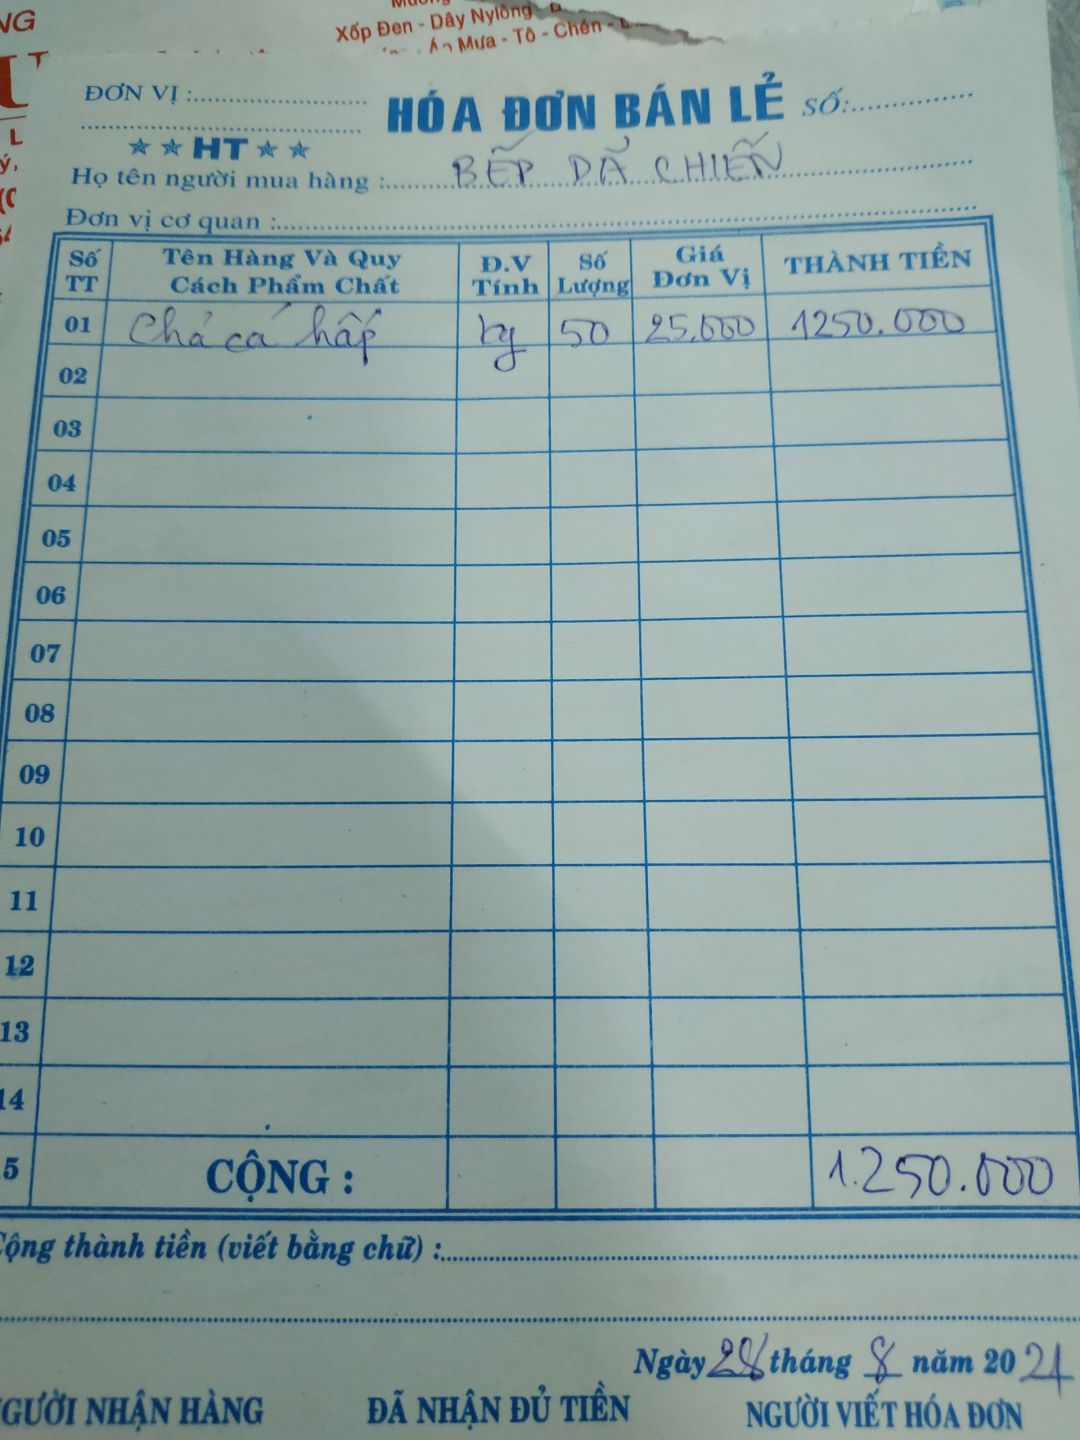 NG
Xốp Đen - Dây Nylông
Mưa - Tô - Chén -
ĐƠN VỊ :
HÓA ĐƠN BÁN LẺ SỐ:
HT
Họ tên người mua hàng : BẾP DÃ CHIẾN
Đơn vị cơ quan :
Số TT Tên Hàng Và Quy Cách Phẩm Chất Đ.V Tính Số Lượng Giá Đơn Vị THÀNH TIỀN
01 Chả cá hấp kg 50 25.000 1250.000
02
03
04
05
06
07
08
09
10
11
12
13
14
5 CỘNG : 1.250.000
Cộng thành tiền (viết bằng chữ) :
Ngày 28 tháng 8 năm 2021
NGƯỜI NHẬN HÀNG ĐÃ NHẬN ĐỦ TIỀN NGƯỜI VIẾT HÓA ĐƠN